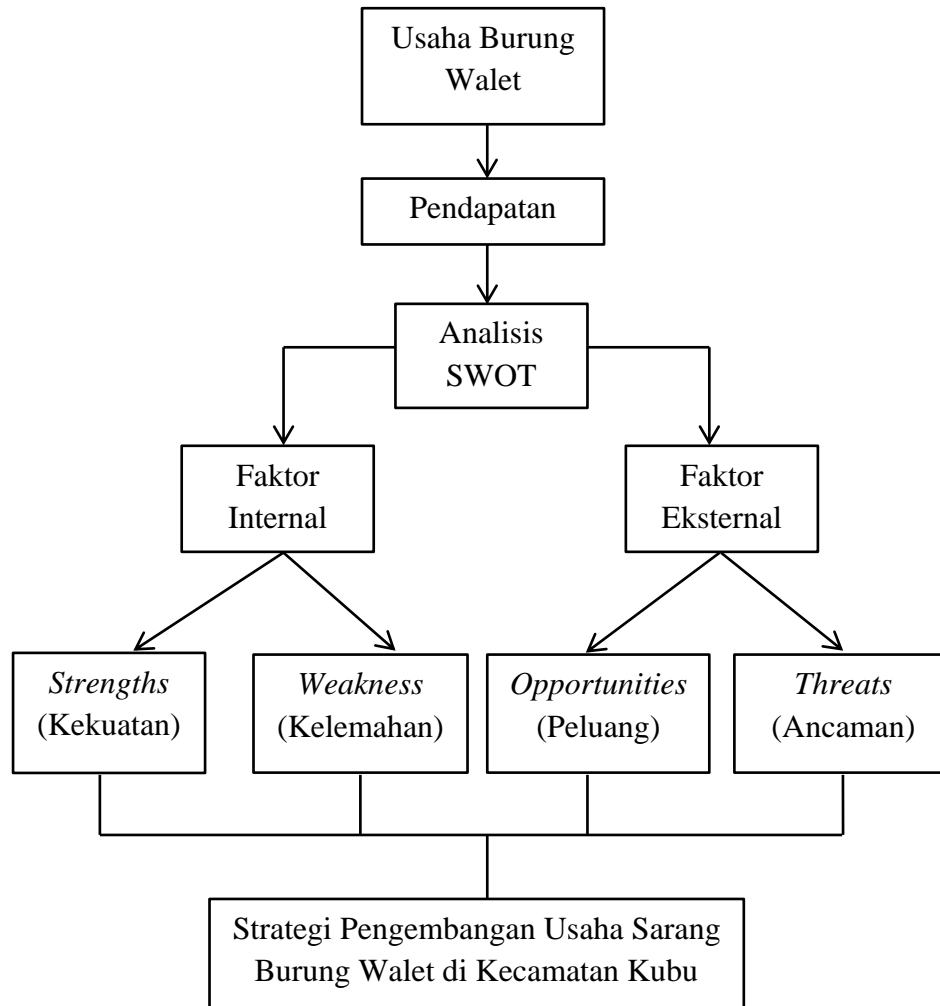 Usaha Burung
Walet
Pendapatan
Analisis
SWOT
Faktor
Internal
Faktor
Eksternal
Strengths
(Kekuatan)
Weakness
(Kelemahan)
Opportunities
(Peluang)
Threats
(Ancaman)
Strategi Pengembangan Usaha Sarang
Burung Walet di Kecamatan Kubu